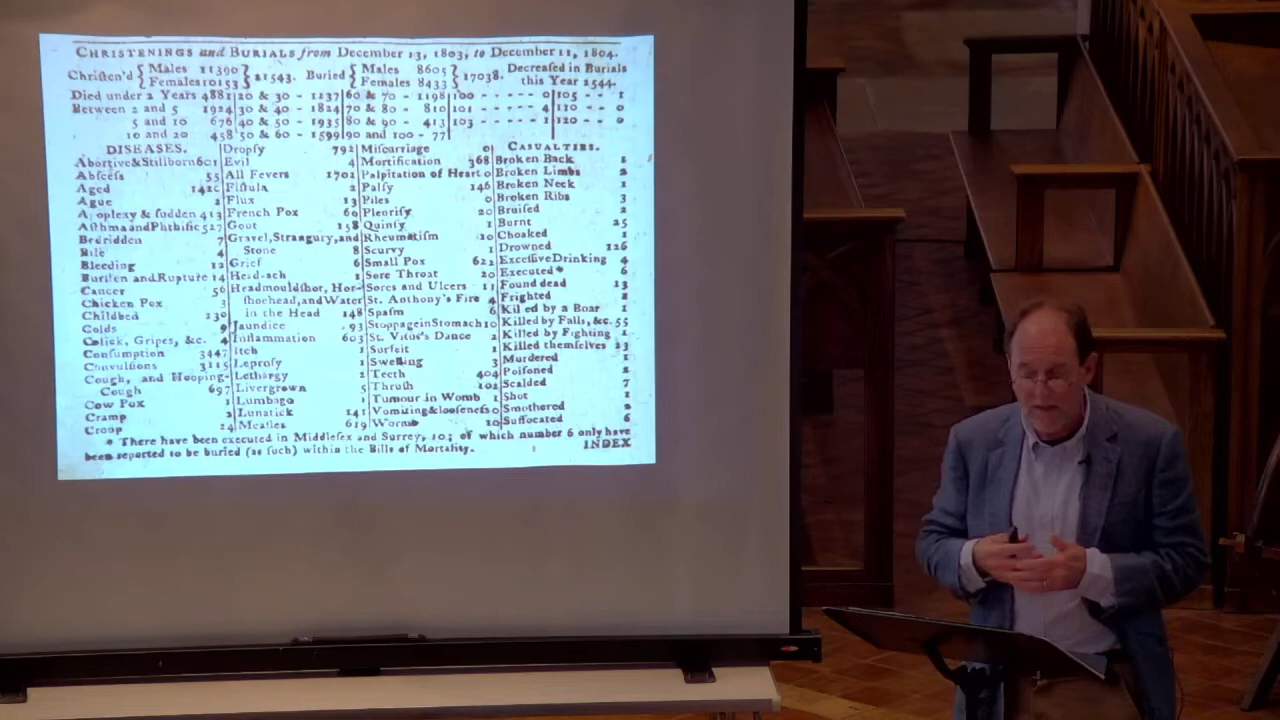 CHRISTENINGS and BURIALS from December 13, 1803, to December 11, 1804.
Christen'd { Males 11390 Females 10153 } 21543. Buried { Males 8605 Females 8433 } 17038. Decreased in Burials this Year 1544.
Died under 2 Years 4881
Between 2 and 5 1924
5 and 10 676
10 and 20 458
20 & 30 - 1237
30 & 40 - 1824
40 & 50 - 1935
50 & 60 - 1599
60 & 70 - 1198
70 & 80 - 810
80 & 90 - 413
90 and 100 - 77
100 - - - - - - 0
101 - - - - - - 4
103 - - - - - - 1
105 - - 1
110 - - 0
120 - - 0
DISEASES.
Abortive & Stillborn 601
Abſceſs 55
Aged
Ague 2
Apoplexy & ſudden 413
Aſthma and Phthiſic 527
Bedridden 7
Bile 4
Bleeding 12
Burſten and Rupture 14
Cancer 56
Chicken Pox 3
Childbed 230
Colds 9
Colick, Gripes, &c. 4
Conſumption 3447
Convulſions 3115
Cough, and Hooping-
Cough 697
Cow Pox 1
Cramp 2
Croop 24
Dropſy 792
Evil 4
All Fevers 1702
Fiſtula 2
Flux 13
French Pox 60
Gout 158
Gravel, Strangury, and
Stone 8
Grief 6
Head-ach 1
Headmouldſhot, Hor-
ſhoehead, and Water
in the Head 148
Jaundice 93
Inflammation 603
Itch 1
Leproſy 1
Lethargy 2
Livergrown 5
Lumbago 1
Lunatick 141
Meaſles 619
Miſcarriage 0
Mortification 368
Palpitation of Heart 0
Palſy 146
Piles 0
Pleuriſy 20
Quinſy 1
Rheumatiſm 10
Scurvy 1
Small Pox 622
Sore Throat 20
Sores and Ulcers 11
St. Anthony's Fire 4
Spaſm 6
Stoppage in Stomach 10
St. Vitus's Dance 2
Surfeit 1
Swelling 3
Teeth 404
Thruſh 102
Tumour in Womb 1
Vomiting & looſeneſs 0
Worms 10
CASUALTIES.
Broken Back 1
Broken Limbs 2
Broken Neck 1
Broken Ribs 3
Bruiſed 2
Burnt 25
Choaked 1
Drowned 126
Exceſſive Drinking 4
Executed* 6
Found dead 13
Frighted 2
Killed by a Boar 1
Killed by Falls, &c. 55
Killed by Fighting 1
Killed themſelves 23
Murdered 1
Poiſoned 2
Scalded 7
Shot 1
Smothered
Suffocated 6
* There have been executed in Middleſex and Surrey, 10; of which number 6 only have
been reported to be buried (as ſuch) within the Bills of Mortality.
INDEX